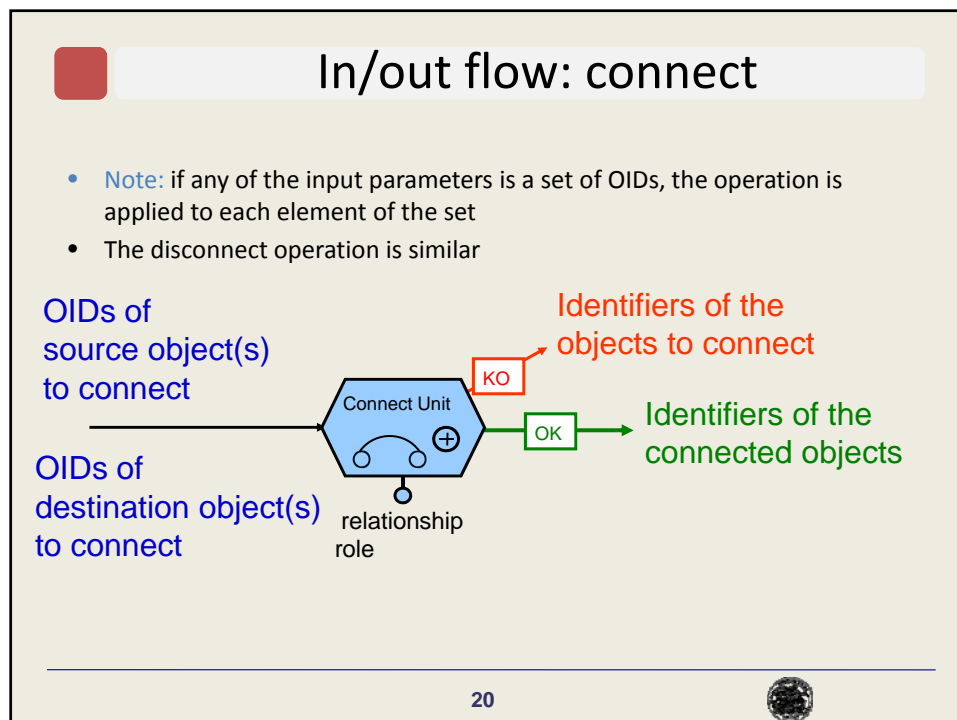 In/out flow: connect
• Note: if any of the input parameters is a set of OIDs, the operation is
applied to each element of the set
• The disconnect operation is similar
OIDs of
source object(s)
to connect
OIDs of
destination object(s)
to connect
Connect Unit
relationship
role
KO
Identifiers of the
objects to connect
OK
Identifiers of the
connected objects
20